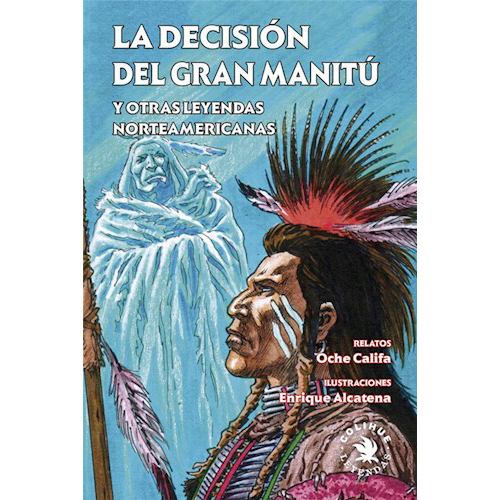 LA DECISIÓN
DEL GRAN MANITÚ
Y OTRAS LEYENDAS
NORTEAMERICANAS
RELATOS
Oche Califa
ILUSTRACIONES
Enrique Alcatena
COLIHUE
LEYENDAS